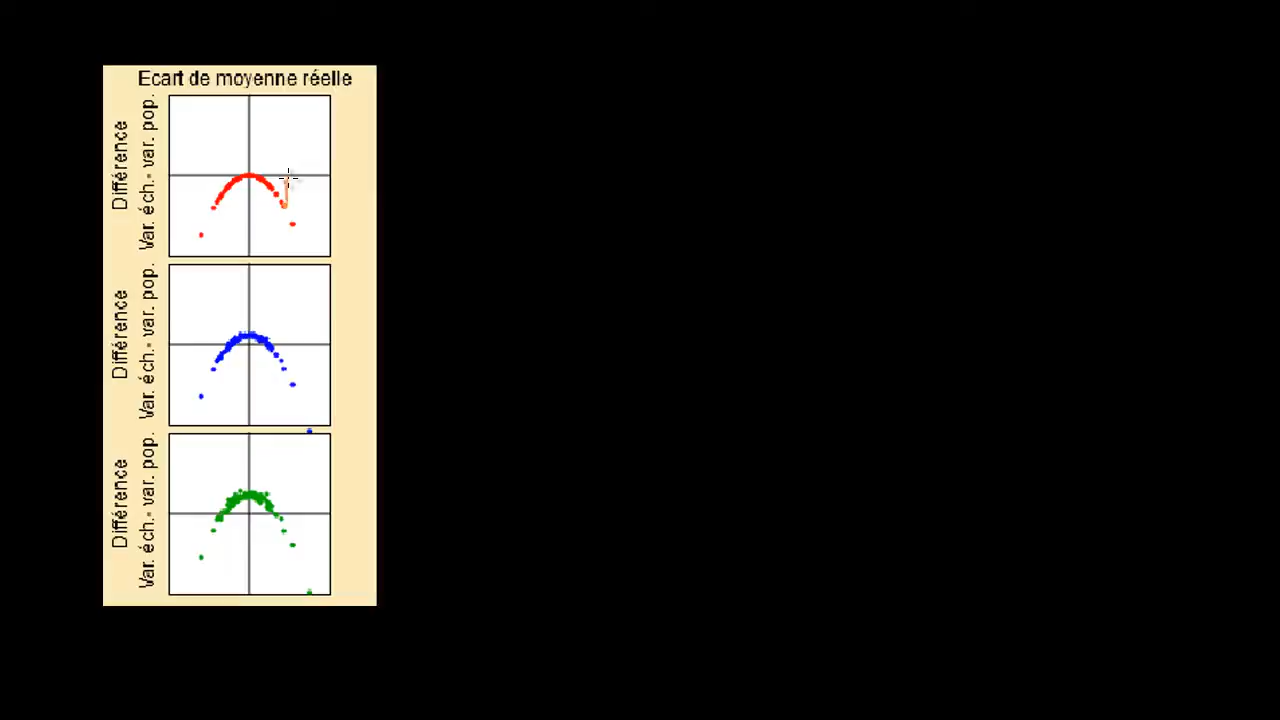 Ecart de moyenne réelle
Différence
Var. éch.- var. pop.
Différence
Var. éch.- var. pop.
Différence
Var. éch.- var. pop.